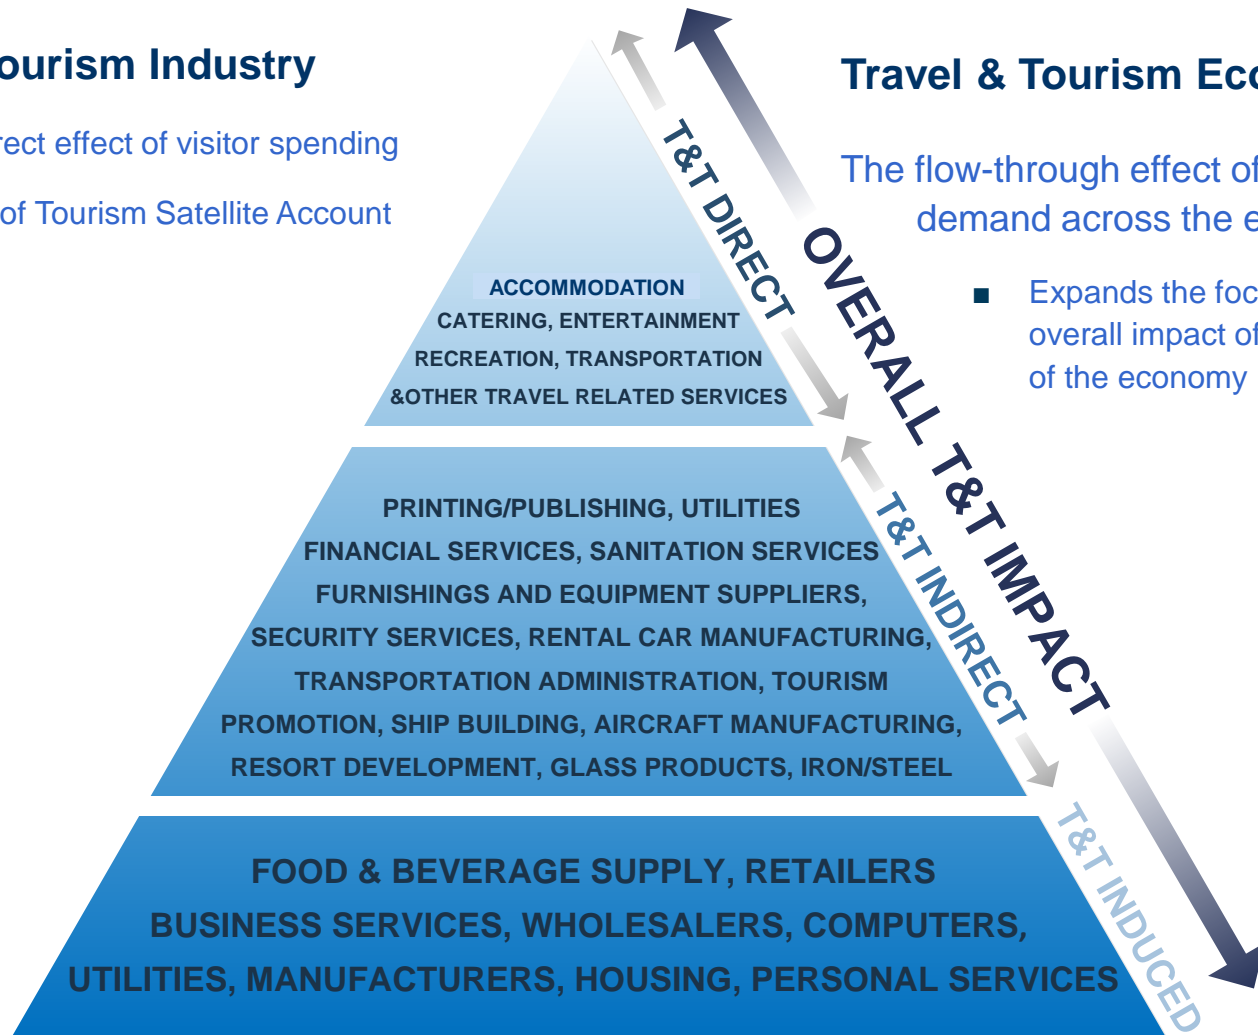 ourism Industry
rect effect of visitor spending
of Tourism Satellite Account
Travel & Tourism Eco
The flow-through effect of
demand across the e
■ Expands the foc
overall impact of
of the economy
ACCOMMODATION
CATERING, ENTERTAINMENT
RECREATION, TRANSPORTATION
&OTHER TRAVEL RELATED SERVICES
PRINTING/PUBLISHING, UTILITIES
FINANCIAL SERVICES, SANITATION SERVICES
FURNISHINGS AND EQUIPMENT SUPPLIERS,
SECURITY SERVICES, RENTAL CAR MANUFACTURING,
TRANSPORTATION ADMINISTRATION, TOURISM
PROMOTION, SHIP BUILDING, AIRCRAFT MANUFACTURING,
RESORT DEVELOPMENT, GLASS PRODUCTS, IRON/STEEL
FOOD & BEVERAGE SUPPLY, RETAILERS
BUSINESS SERVICES, WHOLESALERS, COMPUTERS,
UTILITIES, MANUFACTURERS, HOUSING, PERSONAL SERVICES
T&T DIRECT
T&T INDIRECT
T&T INDUCED
OVERALL T&T IMPACT